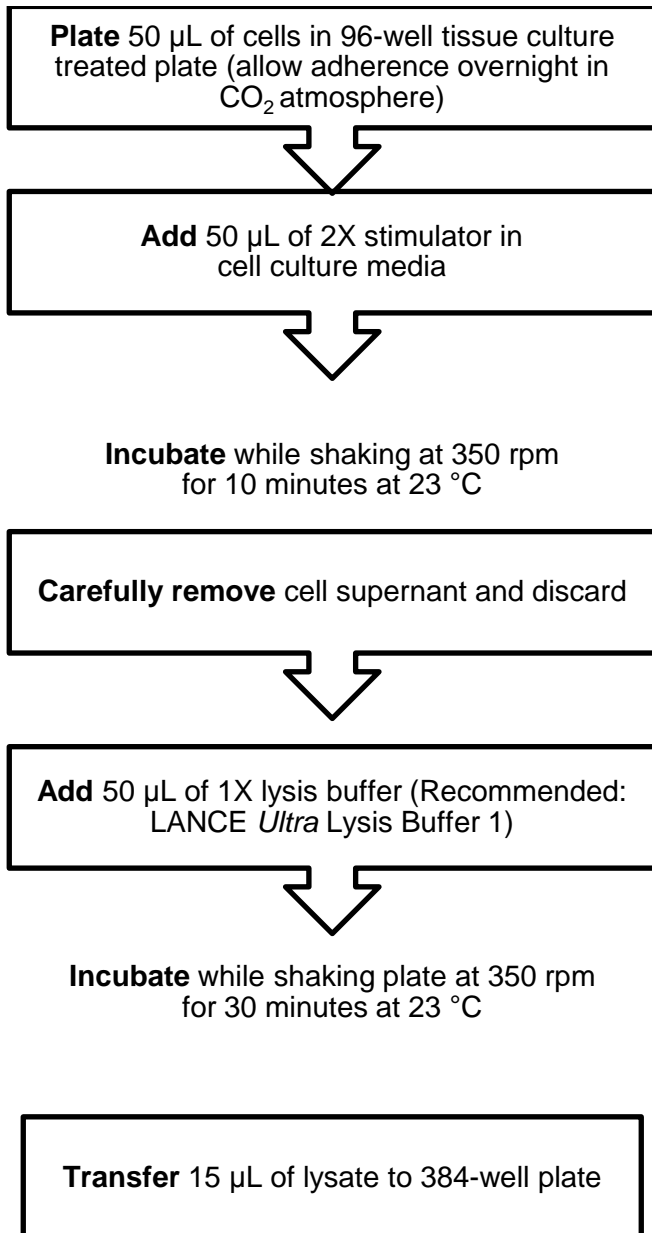 Plate 50 µL of cells in 96-well tissue culture
treated plate (allow adherence overnight in
CO₂ atmosphere)
Add 50 µL of 2X stimulator in
cell culture media
Incubate while shaking at 350 rpm
for 10 minutes at 23 °C
Carefully remove cell supernant and discard
Add 50 µL of 1X lysis buffer (Recommended:
LANCE Ultra Lysis Buffer 1)
Incubate while shaking plate at 350 rpm
for 30 minutes at 23 °C
Transfer 15 µL of lysate to 384-well plate